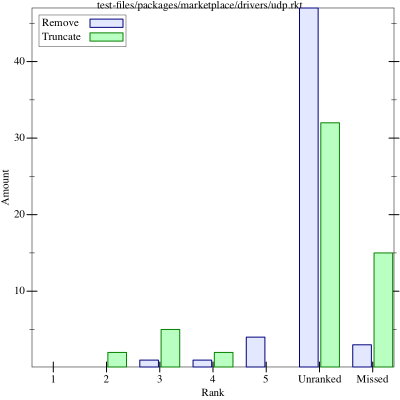 test-files/packages/marketplace/drivers/udp.rkt
Remove
Truncate
40
30
20
10
Amount
1 2 3 4 5 Unranked Missed
Rank